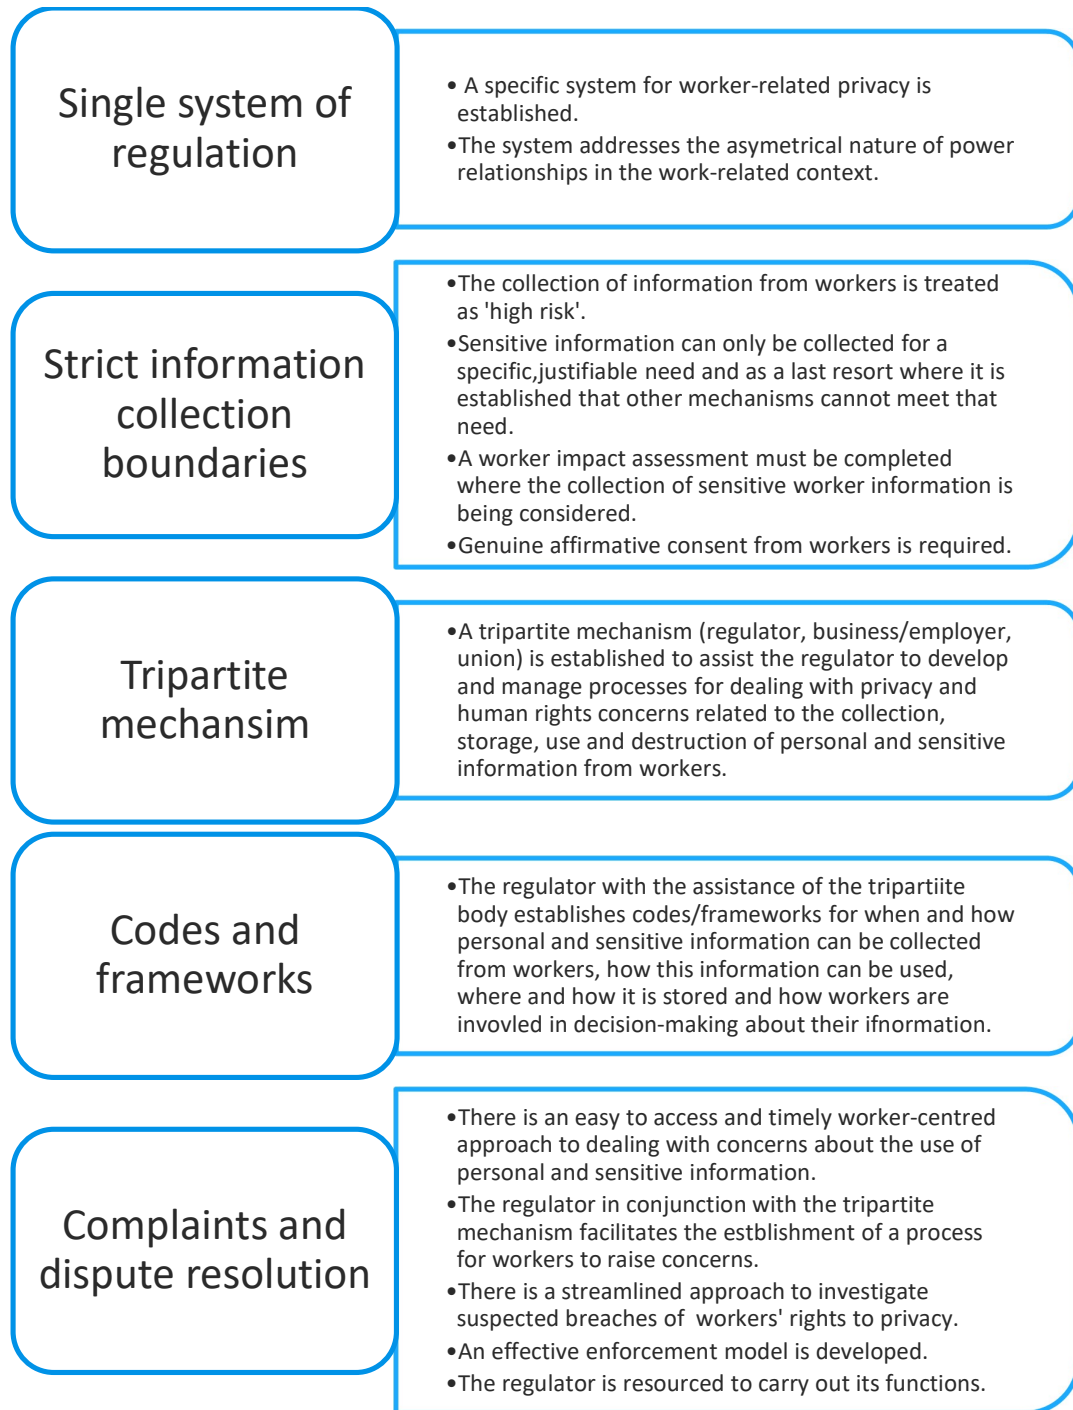 Single system of
regulation
• A specific system for worker-related privacy is
established.
•The system addresses the asymetrical nature of power
relationships in the work-related context.
Strict information
collection
boundaries
•The collection of information from workers is treated
as 'high risk'.
•Sensitive information can only be collected for a
specific,justifiable need and as a last resort where it is
established that other mechanisms cannot meet that
need.
•A worker impact assessment must be completed
where the collection of sensitive worker information is
being considered.
•Genuine affirmative consent from workers is required.
Tripartite
mechansim
•A tripartite mechanism (regulator, business/employer,
union) is established to assist the regulator to develop
and manage processes for dealing with privacy and
human rights concerns related to the collection,
storage, use and destruction of personal and sensitive
information from workers.
Codes and
frameworks
•The regulator with the assistance of the tripartiite
body establishes codes/frameworks for when and how
personal and sensitive information can be collected
from workers, how this information can be used,
where and how it is stored and how workers are
invovled in decision-making about their ifnormation.
Complaints and
dispute resolution
•There is an easy to access and timely worker-centred
approach to dealing with concerns about the use of
personal and sensitive information.
•The regulator in conjunction with the tripartite
mechanism facilitates the estblishment of a process
for workers to raise concerns.
•There is a streamlined approach to investigate
suspected breaches of  workers' rights to privacy.
•An effective enforcement model is developed.
•The regulator is resourced to carry out its functions.